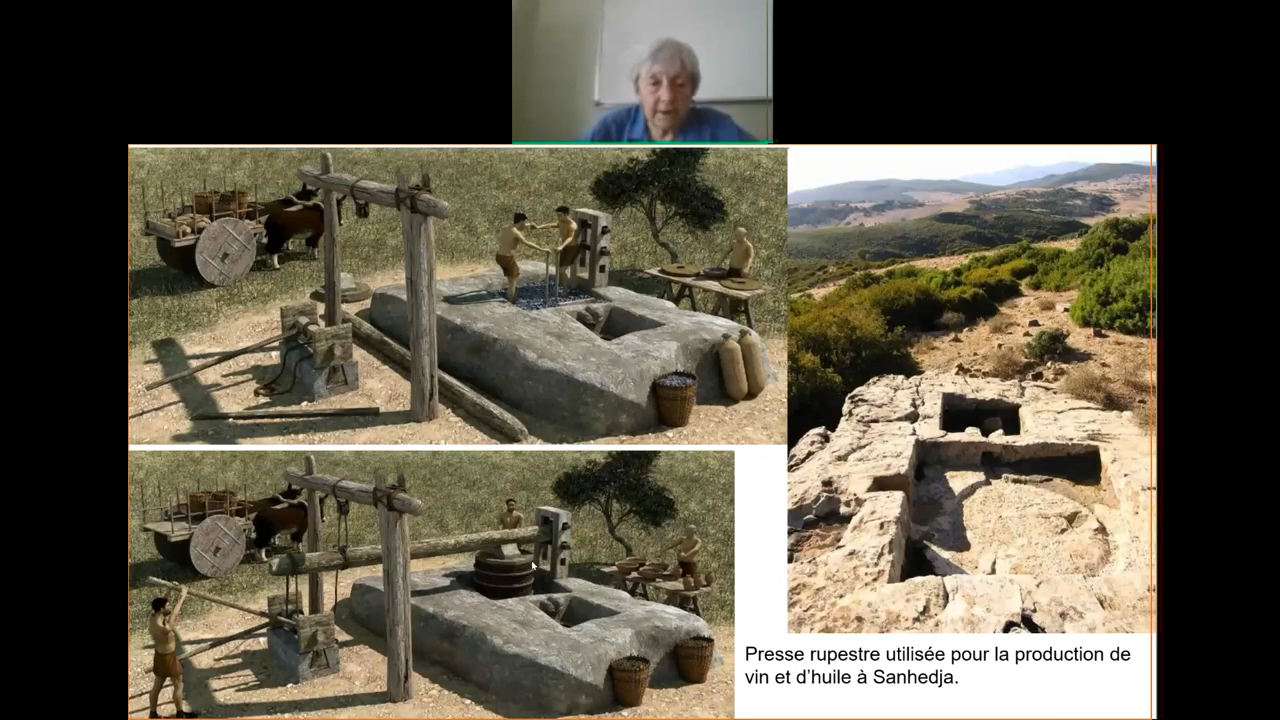 Presse rupestre utilisée pour la production de
vin et d'huile à Sanhedja.